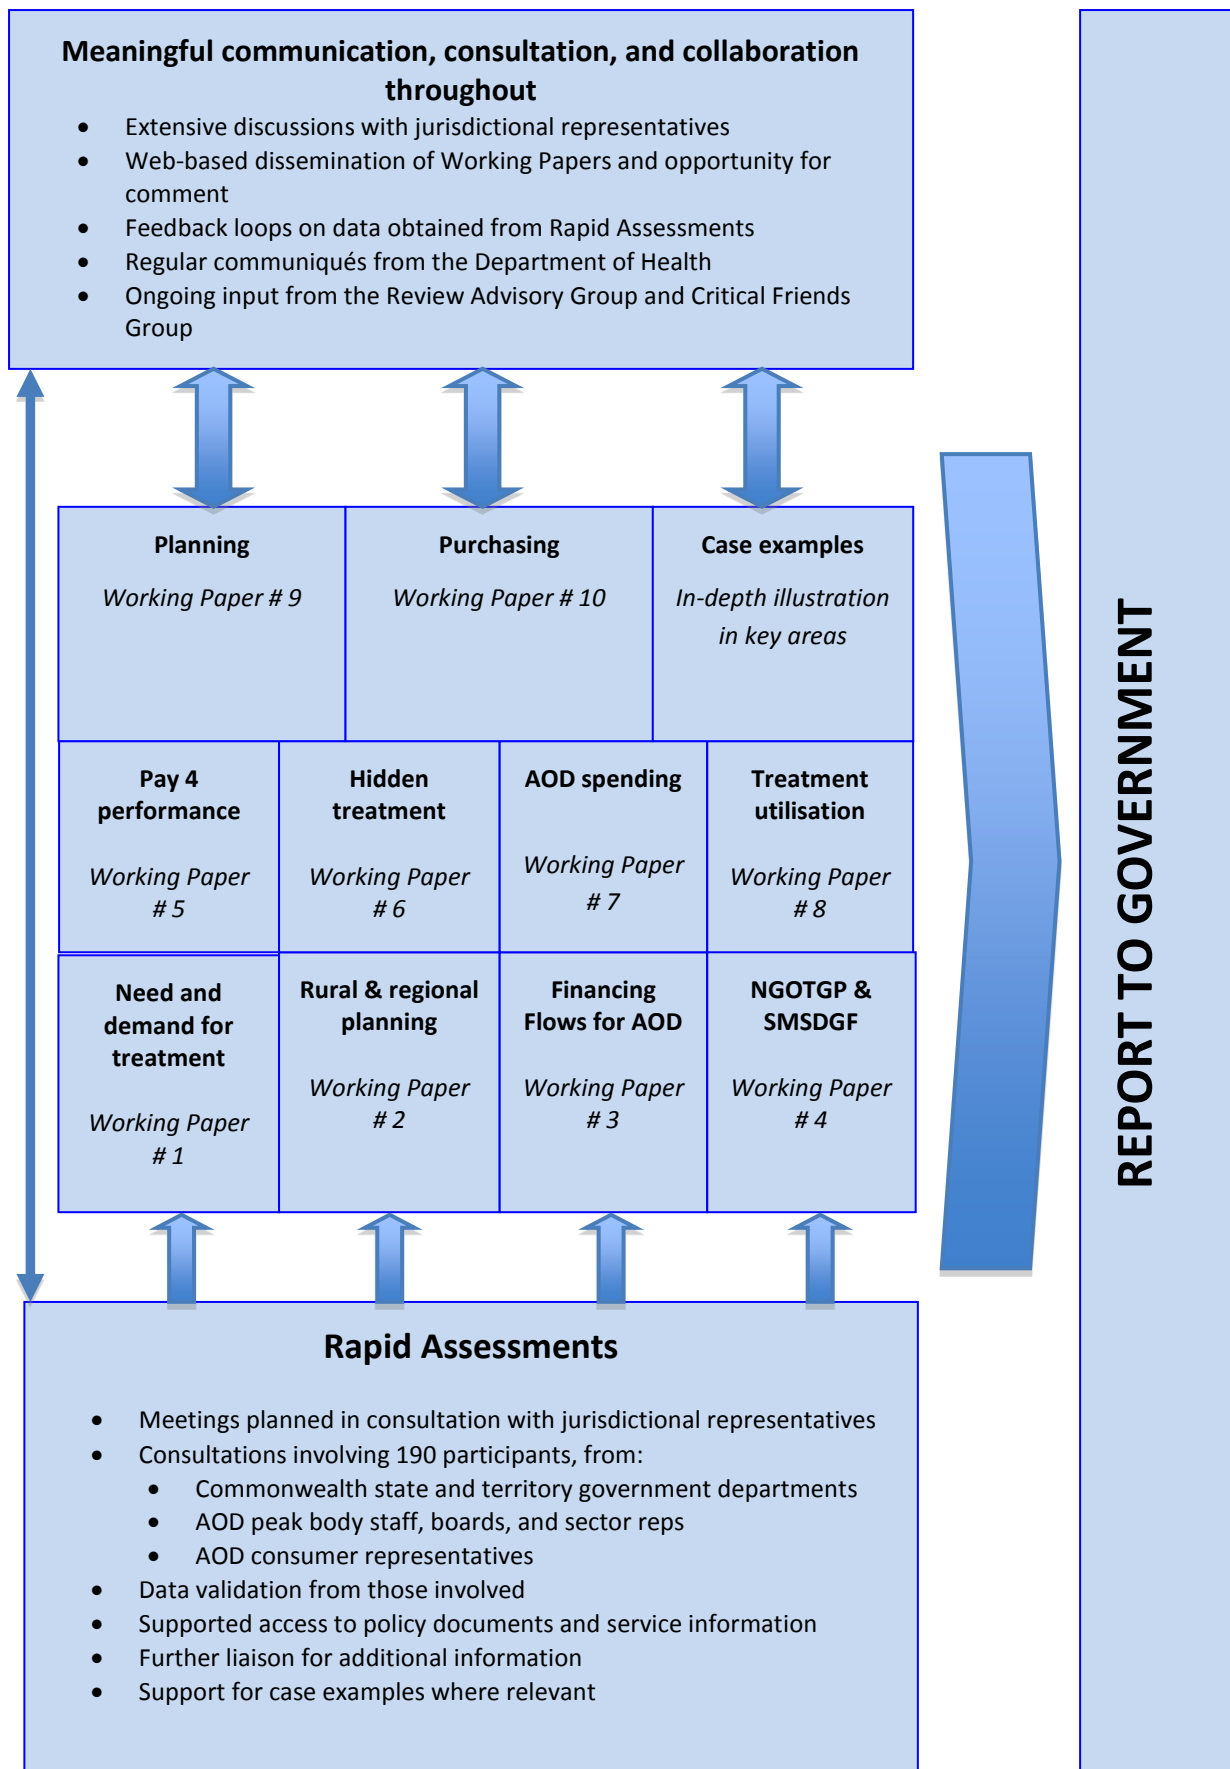 Meaningful communication, consultation, and collaboration
throughout
• Extensive discussions with jurisdictional representatives
• Web-based dissemination of Working Papers and opportunity for
comment
• Feedback loops on data obtained from Rapid Assessments
• Regular communiqués from the Department of Health
• Ongoing input from the Review Advisory Group and Critical Friends
Group
Planning
Working Paper # 9
Purchasing
Working Paper # 10
Case examples
In-depth illustration
in key areas
Pay 4
performance
Working Paper
# 5
Hidden
treatment
Working Paper
# 6
AOD spending
Working Paper
# 7
Treatment
utilisation
Working Paper
# 8
Need and
demand for
treatment
Working Paper
# 1
Rural & regional
planning
Working Paper
# 2
Financing
Flows for AOD
Working Paper
# 3
NGOTGP &
SMSDGF
Working Paper
# 4
Rapid Assessments
• Meetings planned in consultation with jurisdictional representatives
• Consultations involving 190 participants, from:
• Commonwealth state and territory government departments
• AOD peak body staff, boards, and sector reps
• AOD consumer representatives
• Data validation from those involved
• Supported access to policy documents and service information
• Further liaison for additional information
• Support for case examples where relevant
REPORT TO GOVERNMENT